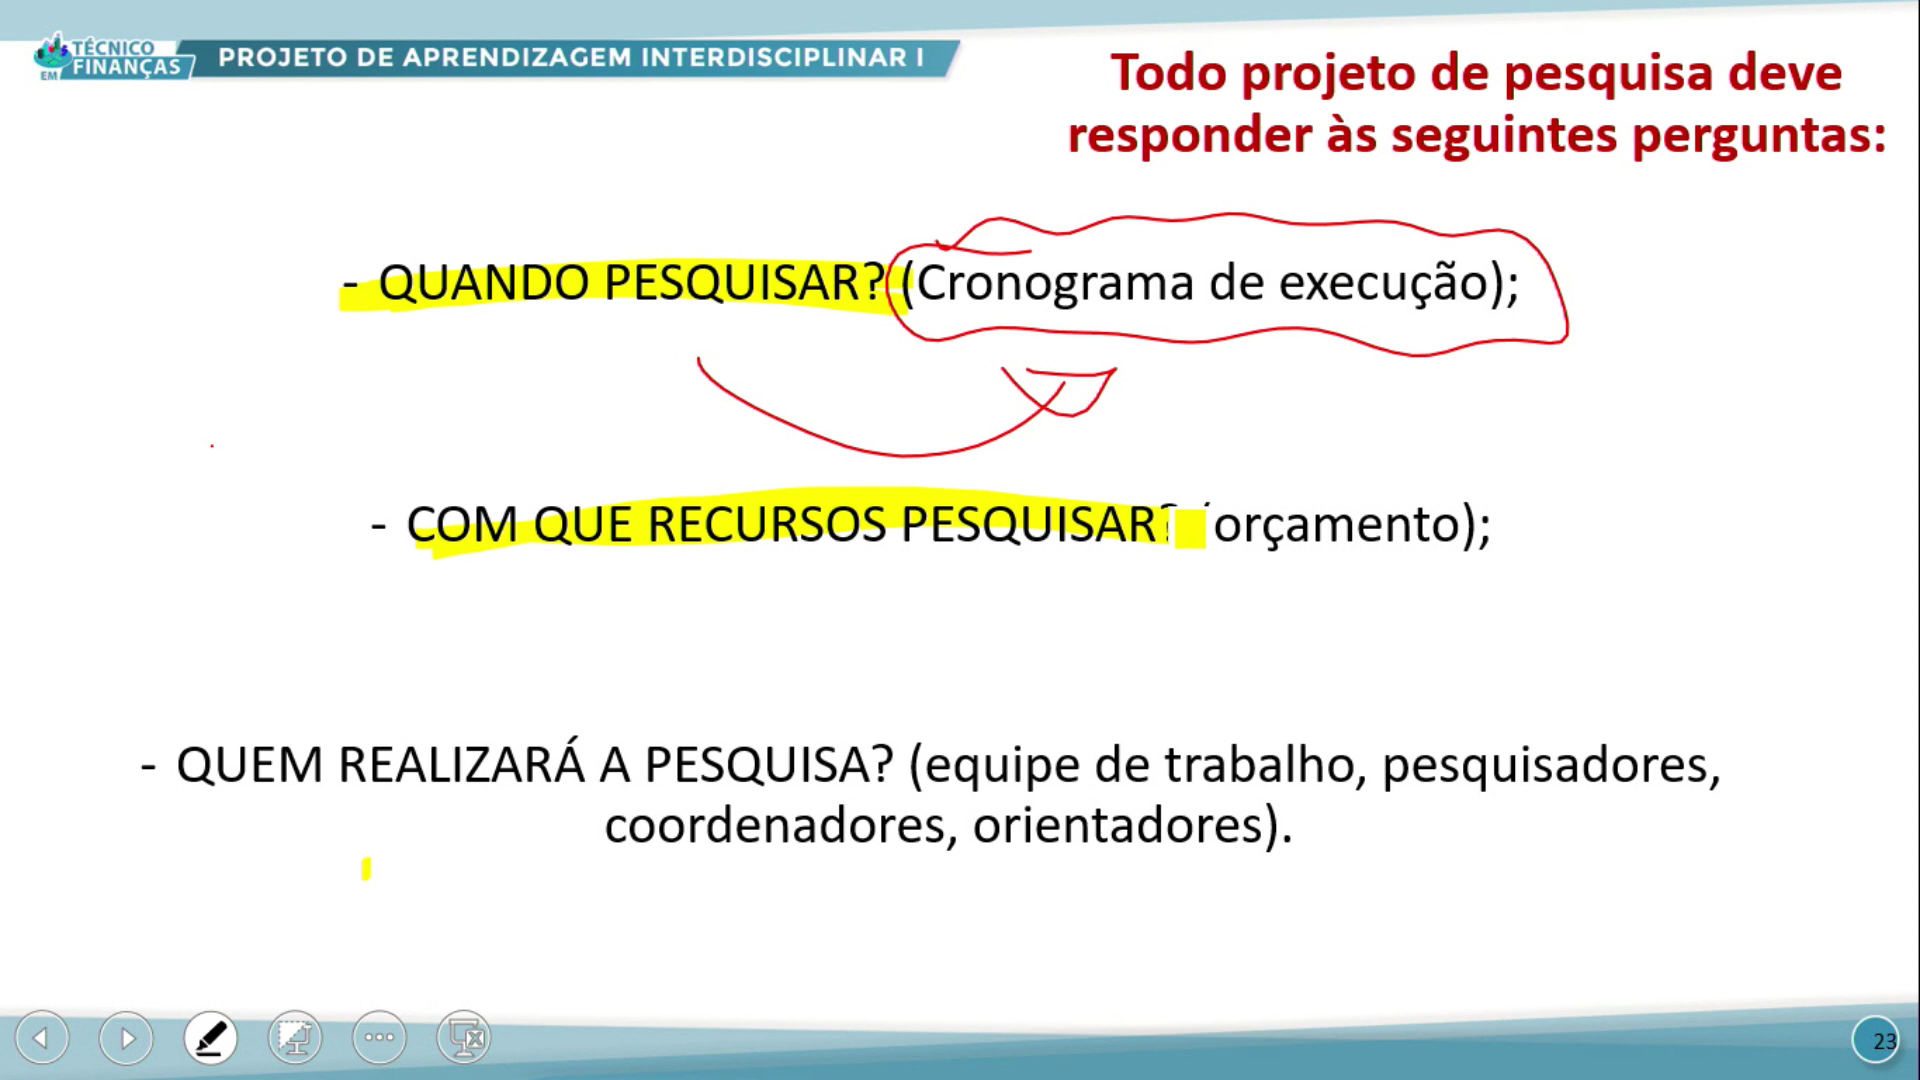 TÉCNICO
EM FINANÇAS
PROJETO DE APRENDIZAGEM INTERDISCIPLINAR I
Todo projeto de pesquisa deve
responder às seguintes perguntas:
- QUANDO PESQUISAR? (Cronograma de execução);
- COM QUE RECURSOS PESQUISAR? (orçamento);
- QUEM REALIZARÁ A PESQUISA? (equipe de trabalho, pesquisadores,
coordenadores, orientadores).
23